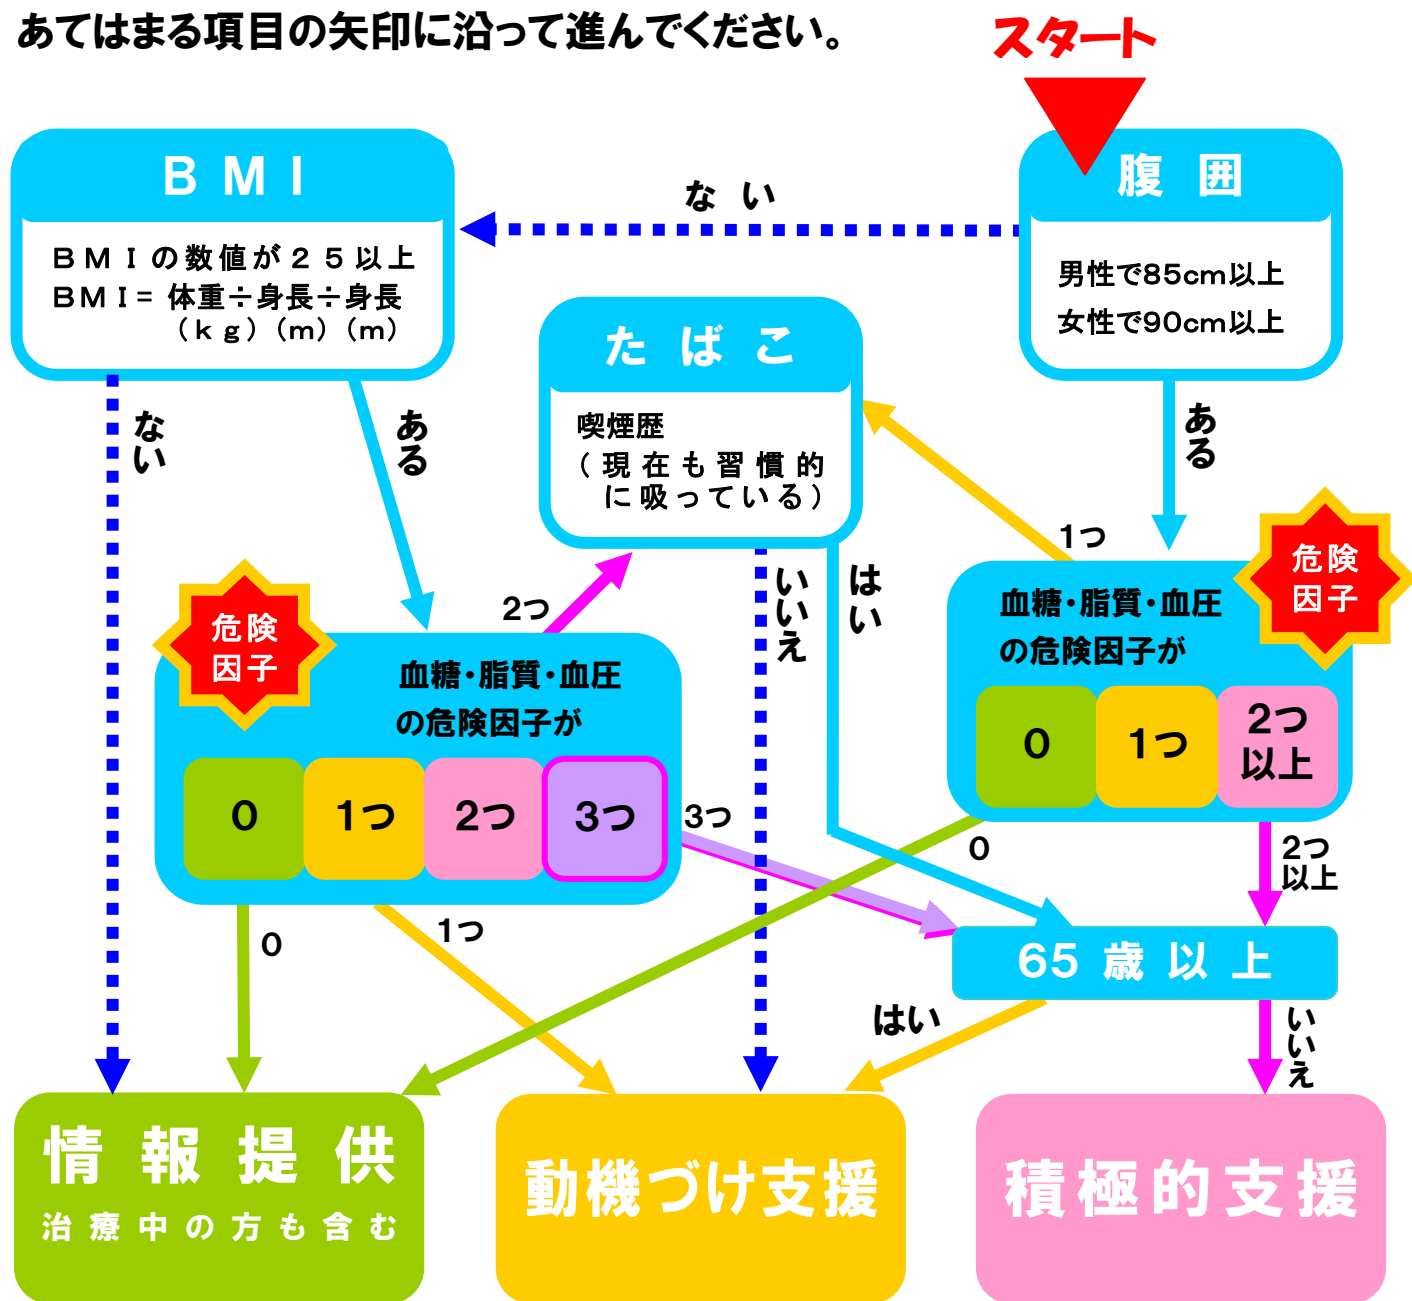 あてはまる項目の矢印に沿って進んでください。
スタート
腹囲
男性で85cm以上
女性で90cm以上
ない
ある
BMI
BMIの数値が25以上
BMI=体重÷身長÷身長
(kg)(m)(m)
ない
ある
たばこ
喫煙歴
(現在も習慣的
に吸っている)
いいえ
はい
1つ
危険
因子
血糖・脂質・血圧
の危険因子が
0
1つ
2つ
以上
0
2つ
以上
2つ
危険
因子
血糖・脂質・血圧
の危険因子が
0
1つ
2つ
3つ
3つ
0
1つ
65歳以上
はい
いいえ
情報提供
治療中の方も含む
動機づけ支援
積極的支援